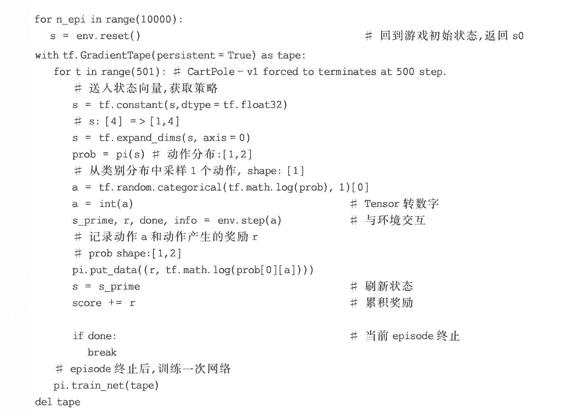 for n_epi in range(10000):
s = env.reset() # 回到游戏初始状态,返回 s0
with tf.GradientTape(persistent = True) as tape:
for t in range(501): # CartPole - v1 forced to terminates at 500 step.
# 送入状态向量,获取策略
s = tf.constant(s,dtype = tf.float32)
# s: [4] => [1,4]
s = tf.expand_dims(s, axis = 0)
prob = pi(s) # 动作分布:[1,2]
# 从类别分布中采样 1 个动作, shape: [1]
a = tf.random.categorical(tf.math.log(prob), 1)[0]
a = int(a) # Tensor 转数字
s_prime, r, done, info = env.step(a) # 与环境交互
# 记录动作 a 和动作产生的奖励 r
# prob shape:[1,2]
pi.put_data((r, tf.math.log(prob[0][a])))
s = s_prime # 刷新状态
score += r # 累积奖励
if done: # 当前 episode 终止
break
# episode 终止后,训练一次网络
pi.train_net(tape)
del tape